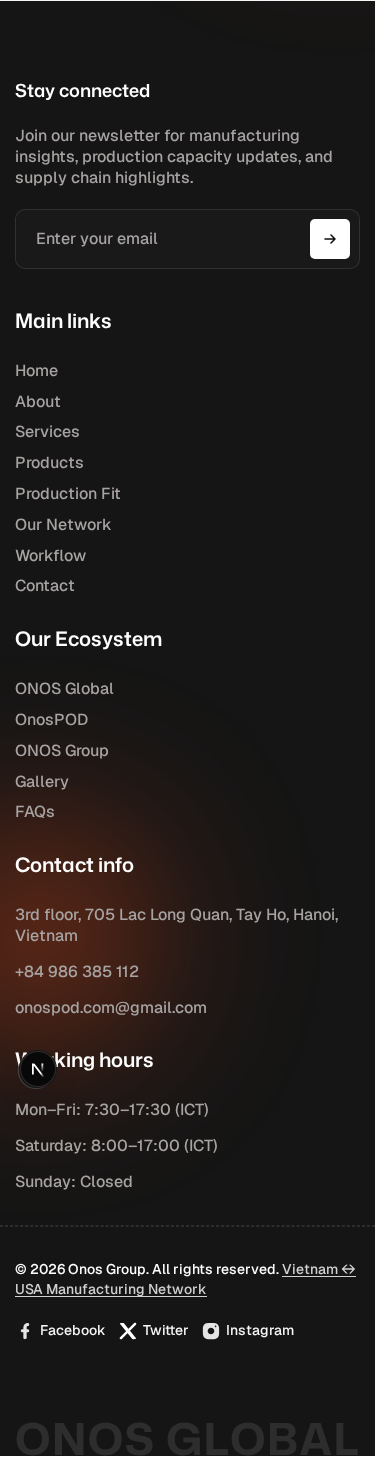 Stay connected
Join our newsletter for manufacturing
insights, production capacity updates, and
supply chain highlights.
Enter your email
Main links
Home
About
Services
Products
Production Fit
Our Network
Workflow
Contact
Our Ecosystem
ONOS Global
OnosPOD
ONOS Group
Gallery
FAQs
Contact info
3rd floor, 705 Lac Long Quan, Tay Ho, Hanoi,
Vietnam
+84 986 385 112
onospod.com@gmail.com
Working hours
N
Mon–Fri: 7:30–17:30 (ICT)
Saturday: 8:00–17:00 (ICT)
Sunday: Closed
© 2026 Onos Group. All rights reserved. Vietnam ↔
USA Manufacturing Network
Facebook Twitter Instagram
ONOS GLOBAL